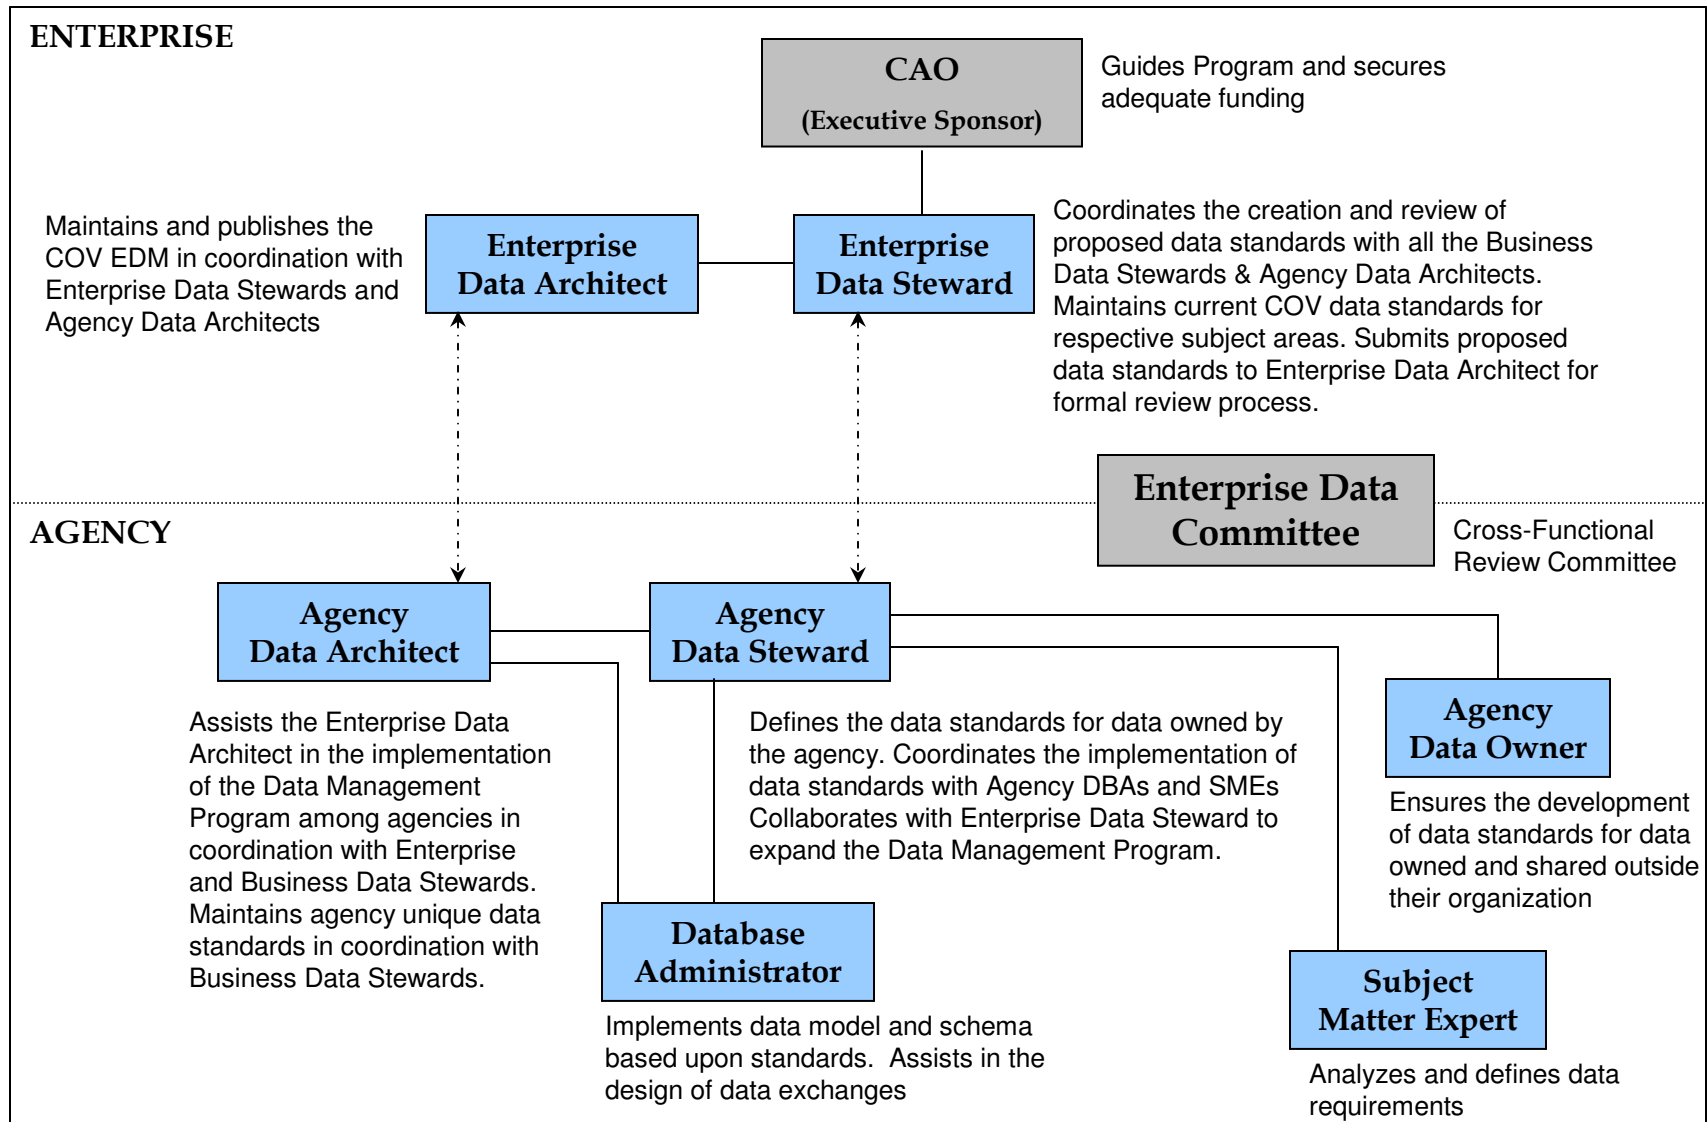 ENTERPRISE
CAO
(Executive Sponsor)
Guides Program and secures
adequate funding
Maintains and publishes the
COV EDM in coordination with
Enterprise Data Stewards and
Agency Data Architects
Enterprise
Data Architect
Enterprise
Data Steward
Coordinates the creation and review of
proposed data standards with all the Business
Data Stewards & Agency Data Architects.
Maintains current COV data standards for
respective subject areas. Submits proposed
data standards to Enterprise Data Architect for
formal review process.
Enterprise Data
Committee
Cross-Functional
Review Committee
AGENCY
Agency
Data Architect
Agency
Data Steward
Agency
Data Owner
Assists the Enterprise Data
Architect in the implementation
of the Data Management
Program among agencies in
coordination with Enterprise
and Business Data Stewards.
Maintains agency unique data
standards in coordination with
Business Data Stewards.
Defines the data standards for data owned by
the agency. Coordinates the implementation of
data standards with Agency DBAs and SMEs
Collaborates with Enterprise Data Steward to
expand the Data Management Program.
Ensures the development
of data standards for data
owned and shared outside
their organization
Database
Administrator
Implements data model and schema
based upon standards.  Assists in the
design of data exchanges
Subject
Matter Expert
Analyzes and defines data
requirements